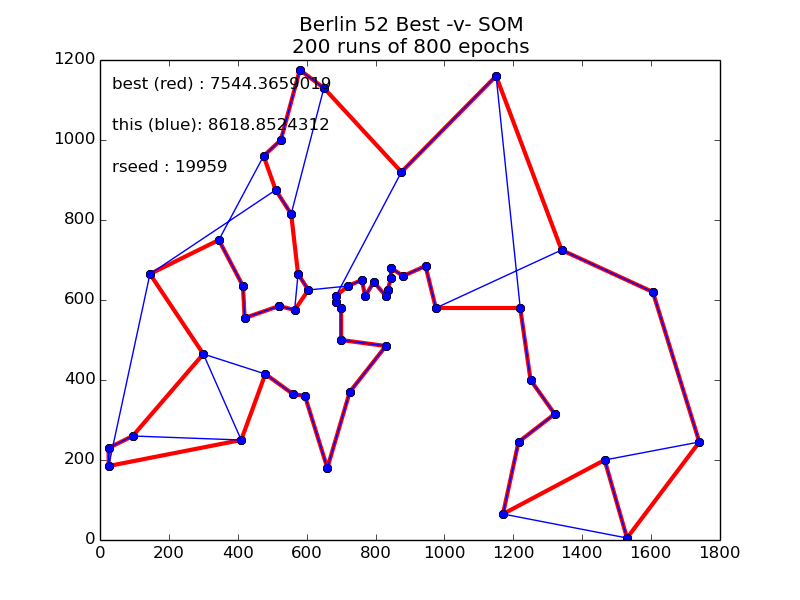 Berlin 52 Best -v- SOM
200 runs of 800 epochs
1200
best (red) : 7544.3659019
this (blue): 8618.8524312
1000
rseed : 19959
800
600
400
200
0
0 200 400 600 800 1000 1200 1400 1600 1800